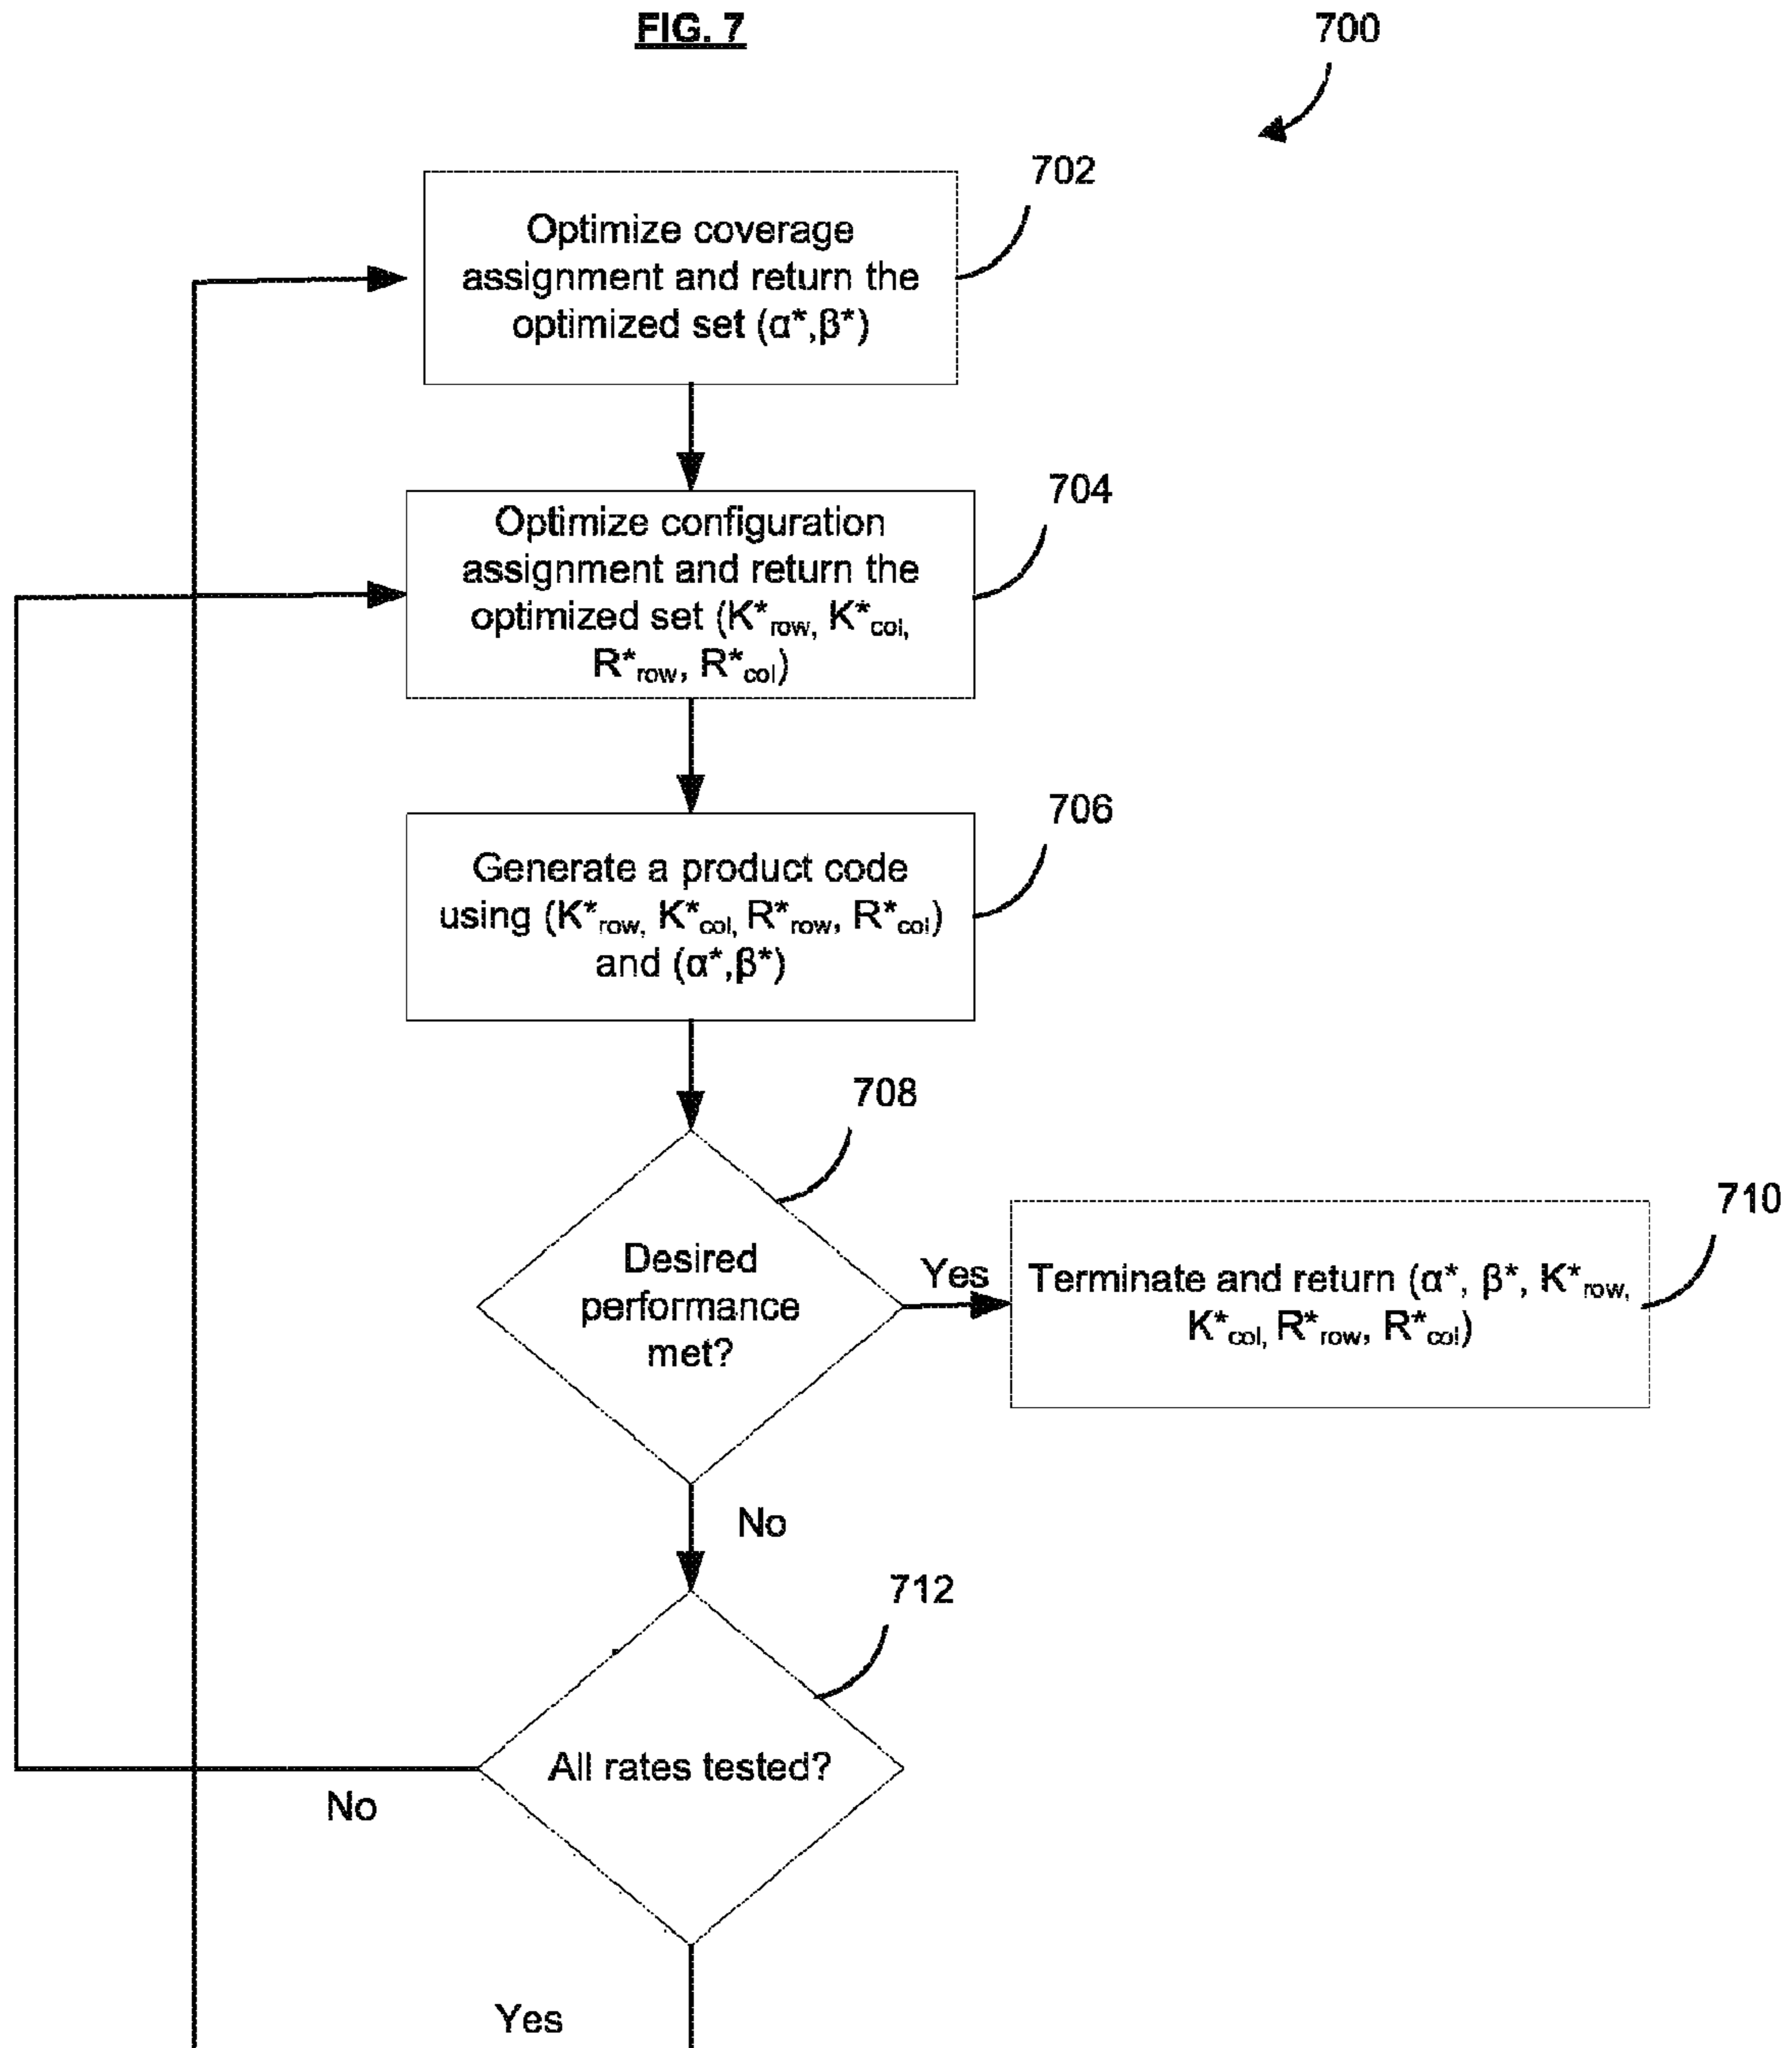 FIG. 7
700
702
Optimize coverage
assignment and return the
optimized set (α*,β*)
704
Optimize configuration
assignment and return the
optimized set (K*row, K*col,
R*row, R*col)
706
Generate a product code
using (K*row, K*col, R*row, R*col)
and (α*,β*)
708
Desired
performance
met?
Yes
710
Terminate and return (α*, β*, K*row,
K*col, R*row, R*col)
No
712
All rates tested?
No
Yes